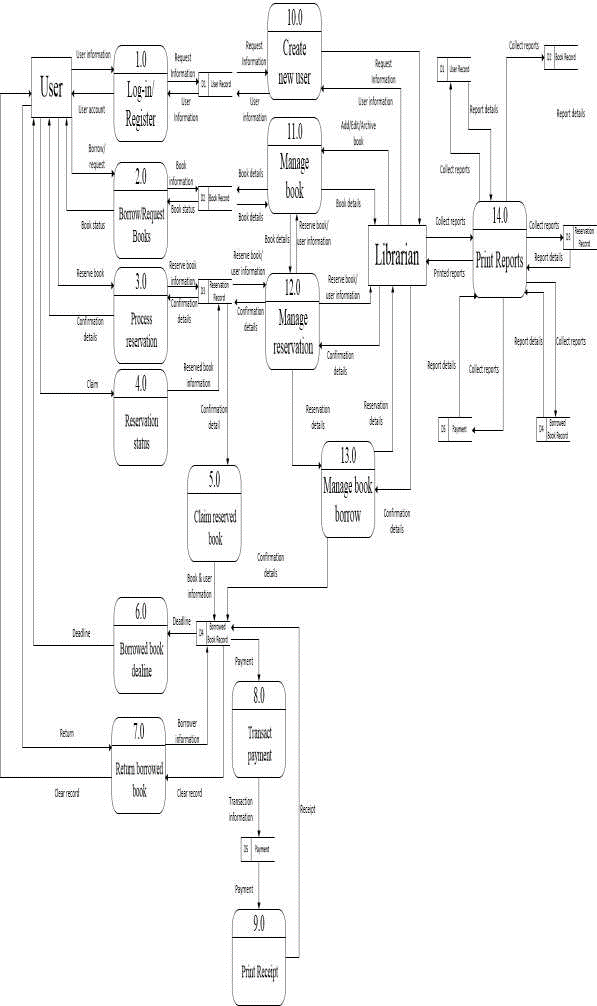 10.0
Create
new user
User information
1.0
Log-in/
Register
Request
Information
Request
Information
Request
Information
User
D1 User Record
User account
User
Information
User
Information
User information
D1 User Record
Collect reports
D2 Book Record
Report details
Report details
11.0
Manage
book
Add/Edit/Archive
book
Borrow/
request
2.0
Borrow/Request
Books
Book
information
Book details
Collect reports
Book status
Book status
D2 Book Record
Book details
Book details
14.0
Print Reports
Reserve book/
user information
Book details
Librarian
Collect reports
Collect reports
D3 Reservation
Record
Report details
Printed reports
Reserve book
3.0
Process
reservation
Reserve book
information
D3 Reservation
Record
Reserve book/
user information
12.0
Manage
reservation
Reserve book/
user information
Confirmation
details
Confirmation
details
Confirmation
details
Confirmation
details
Report details
Collect reports
Report details
Collect reports
Claim
4.0
Reservation
status
Reserved book
information
Confirmation
detail
Reservation
details
Reservation
details
D5 Payment
D4 Borrowed
Book Record
13.0
Manage book
borrow
5.0
Claim reserved
book
Confirmation
details
Confirmation
details
Book & user
information
6.0
Borrowed book
dealine
Deadline
Deadline
D4 Borrowed
Book Record
Payment
8.0
Transact
payment
7.0
Return borrowed
book
Return
Borrower
information
Clear record
Clear record
Transaction
information
Receipt
D5 Payment
Payment
9.0
Print Receipt